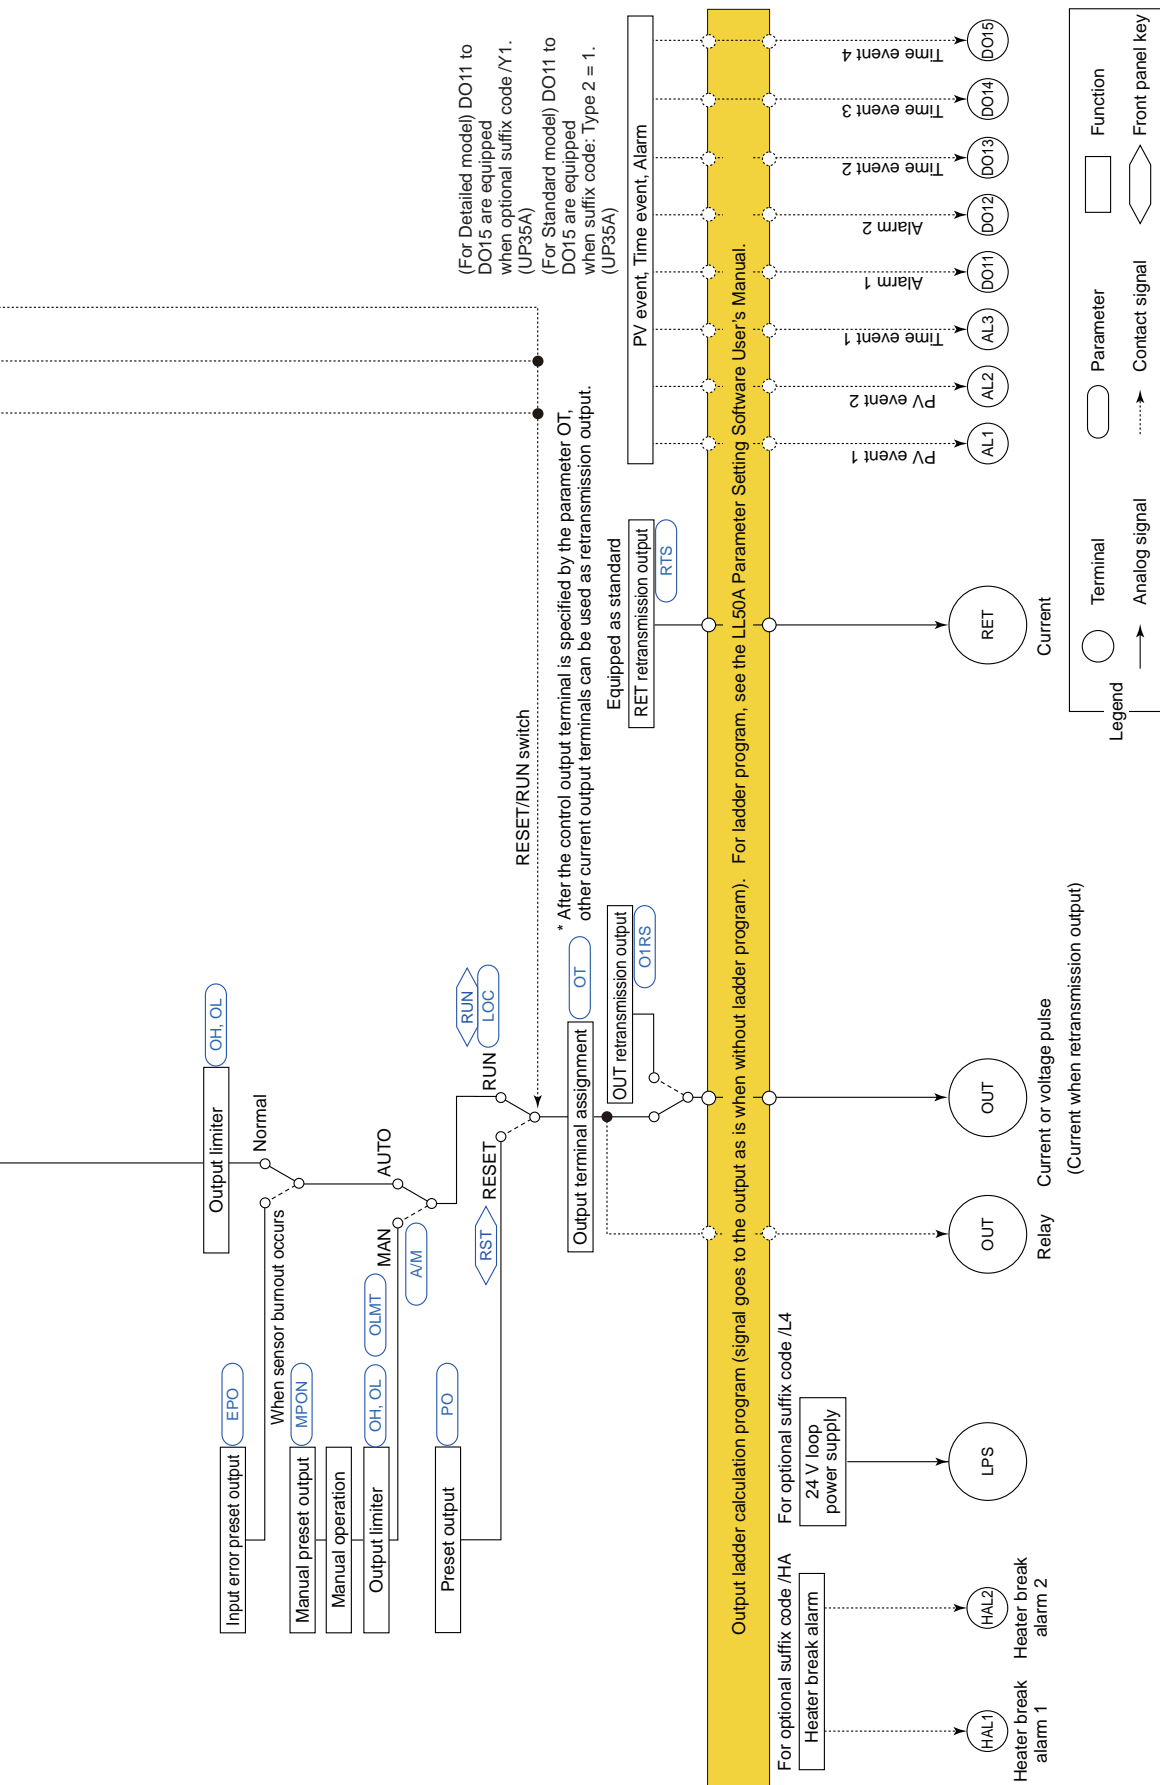 Output limiter
OH, OL
Input error preset output
EPO
Normal
When sensor burnout occurs
Manual preset output
MPON
Manual operation
Output limiter
OH, OL
OLMT
MAN
AUTO
A/M
Preset output
PO
RST
RESET
RUN
RUN
LOC
RESET/RUN switch
Output terminal assignment
OT
* After the control output terminal is specified by the parameter OT,
other current output terminals can be used as retransmission output.
OUT retransmission output
O1RS
Equipped as standard
RET retransmission output
RTS
(For Detailed model) DO11 to
DO15 are equipped
when optional suffix code /Y1.
(UP35A)
(For Standard model) DO11 to
DO15 are equipped
when suffix code: Type 2 = 1.
(UP35A)
PV event, Time event, Alarm
Output ladder calculation program (signal goes to the output as is when without ladder program). For ladder program, see the LL50A Parameter Setting Software User's Manual.
For optional suffix code /HA
Heater break alarm
For optional suffix code /L4
24 V loop
power supply
PV event 1
PV event 2
Time event 1
Alarm 1
Alarm 2
Time event 2
Time event 3
Time event 4
HAL1
HAL2
LPS
OUT
OUT
RET
AL1
AL2
AL3
DO11
DO12
DO13
DO14
DO15
Heater break
alarm 1
Heater break
alarm 2
Relay
Current or voltage pulse
(Current when retransmission output)
Current
Legend
Terminal
Parameter
Function
Analog signal
Contact signal
Front panel key